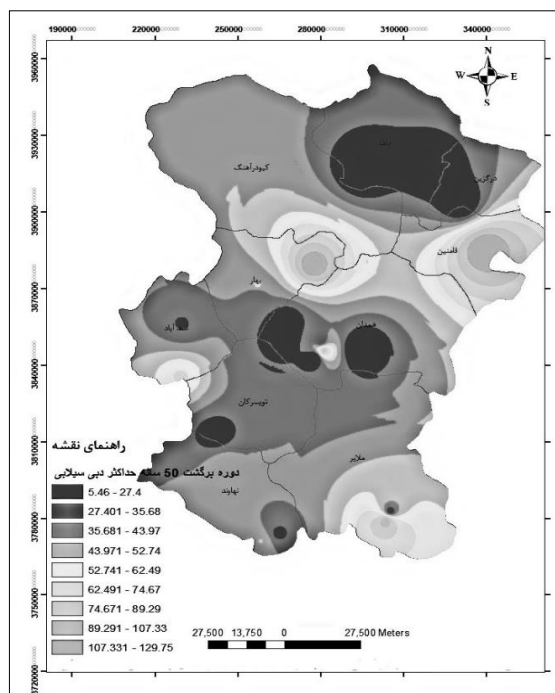 190000 220000 250000 280000 310000 340000
N
W E
S
3960000
3930000
3900000
3870000
3840000
3810000
3780000
3750000
3720000
رزن
درگزین
کبودرآهنگ
فامنین
بهار
همدان
آباد
تویسرکان
ملایر
نهاوند
راهنمای نقشه
دوره برگشت 50 ساله حداکثر دبی سیلابی
5.46 - 27.4
27.401 - 35.68
35.681 - 43.97
43.971 - 52.74
52.741 - 62.49
62.491 - 74.67
74.671 - 89.29
89.291 - 107.33
107.331 - 129.75
27,500 13,750 0 27,500 Meters